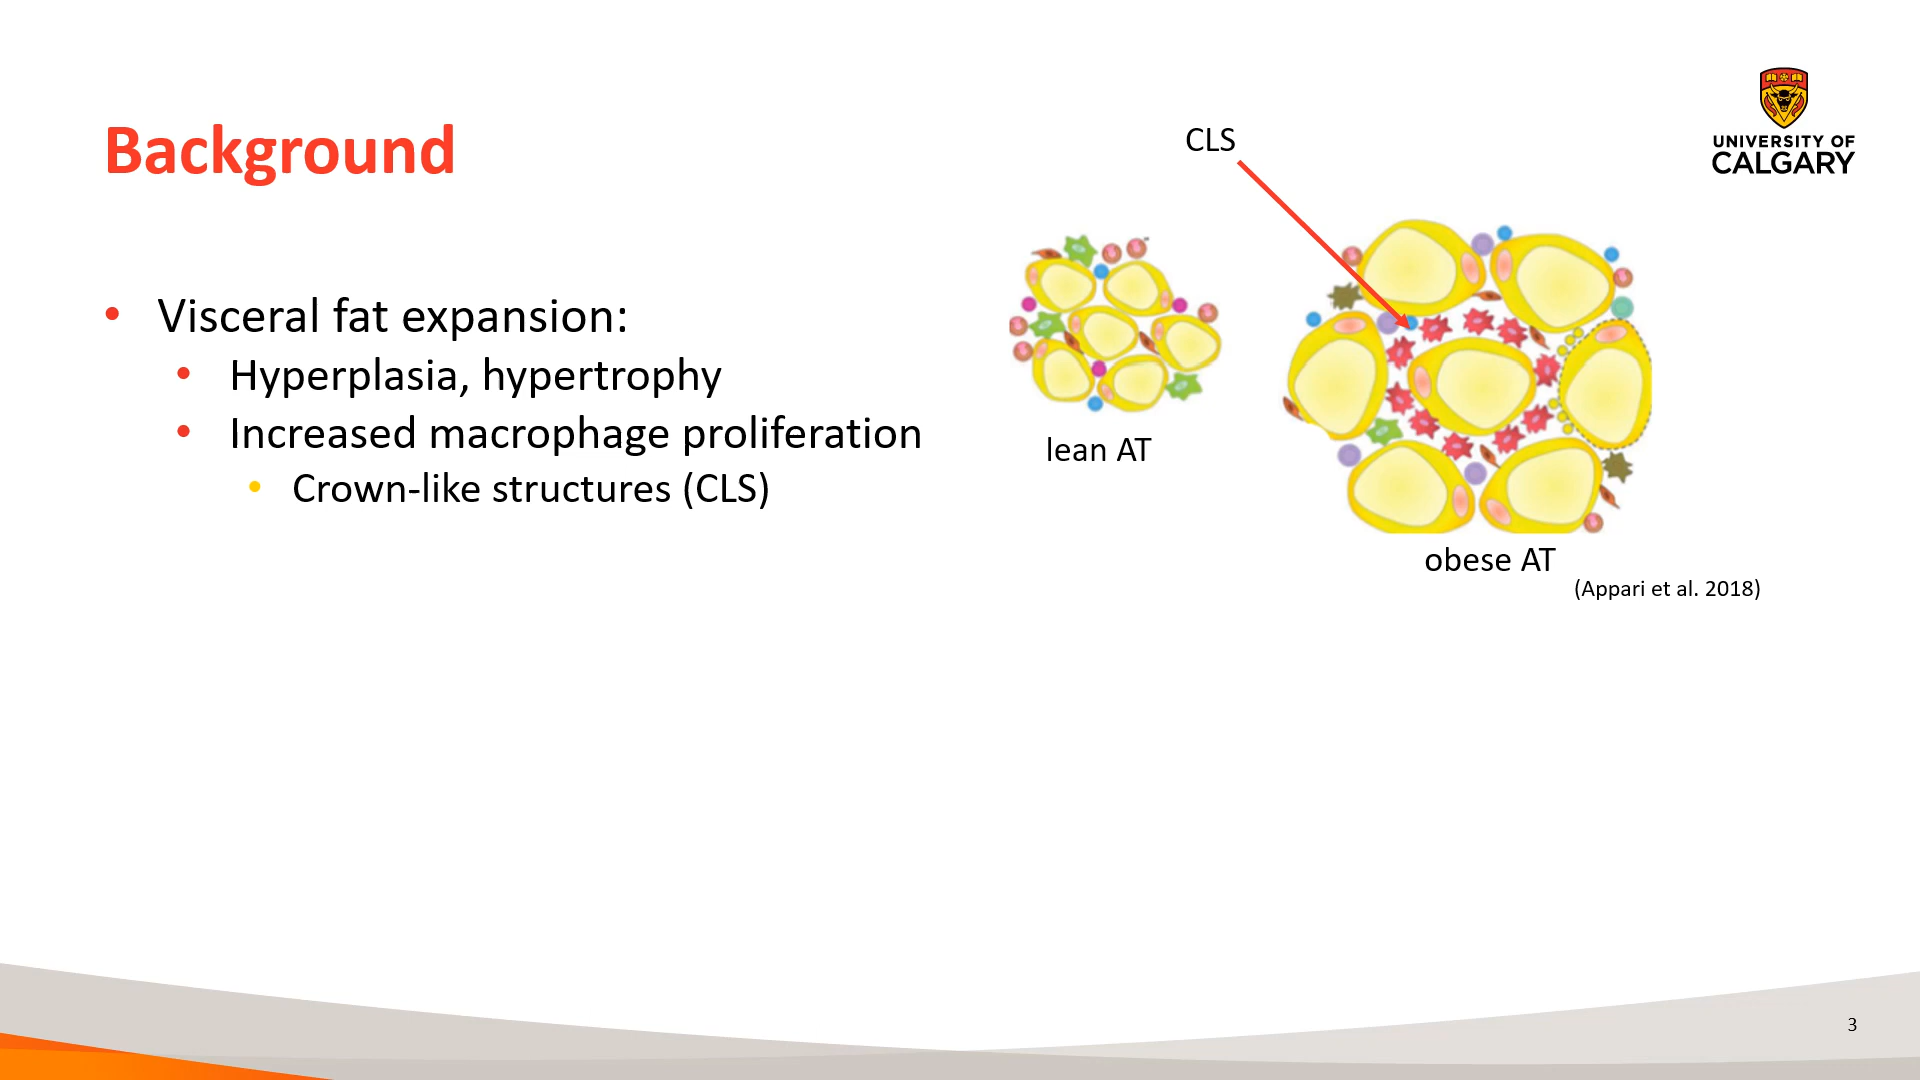 Background
CLS
UNIVERSITY OF
CALGARY
• Visceral fat expansion:
• Hyperplasia, hypertrophy
• Increased macrophage proliferation
• Crown-like structures (CLS)
lean AT
obese AT
(Appari et al. 2018)
3